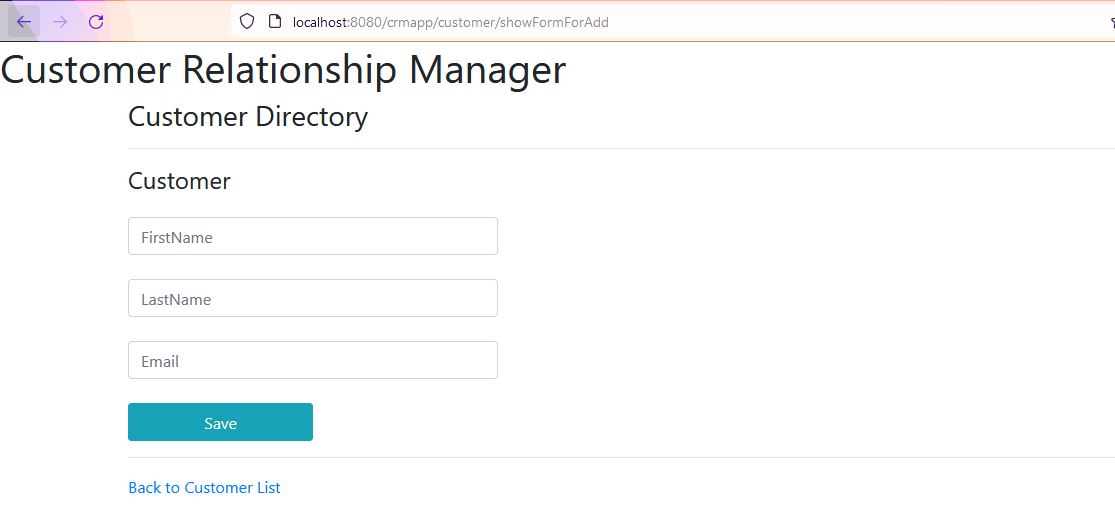 localhost:8080/crmapp/customer/showFormForAdd
Customer Relationship Manager
Customer Directory
Customer
FirstName
LastName
Email
Save
Back to Customer List